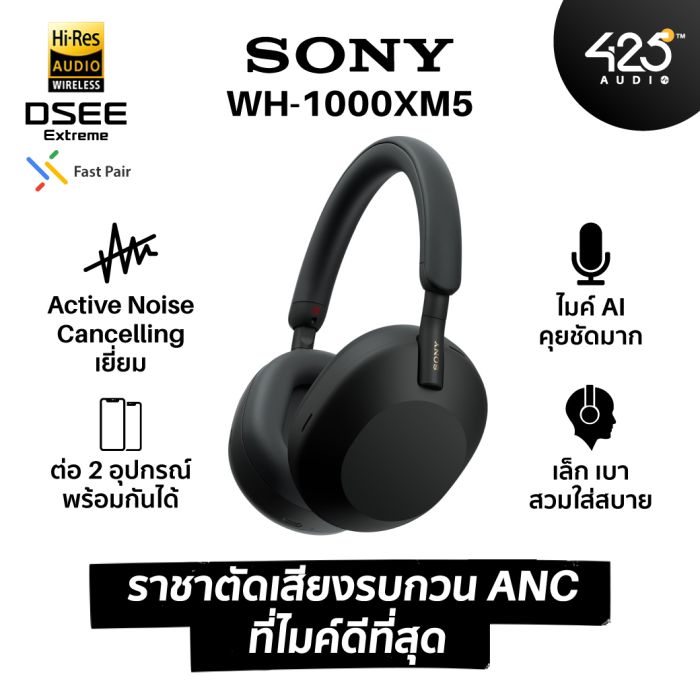 Hi-Res
AUDIO
WIRELESS
DSEE
Extreme
Fast Pair
SONY
WH-1000XM5
425™
AUDIO
Active Noise
Cancelling
เยี่ยม
ต่อ 2 อุปกรณ์
พร้อมกันได้
SONY
ไมค์ AI
คุยชัดมาก
เล็ก เบา
สวมใส่สบาย
ราชาตัดเสียงรบกวน ANC
ที่ไมค์ดีที่สุด